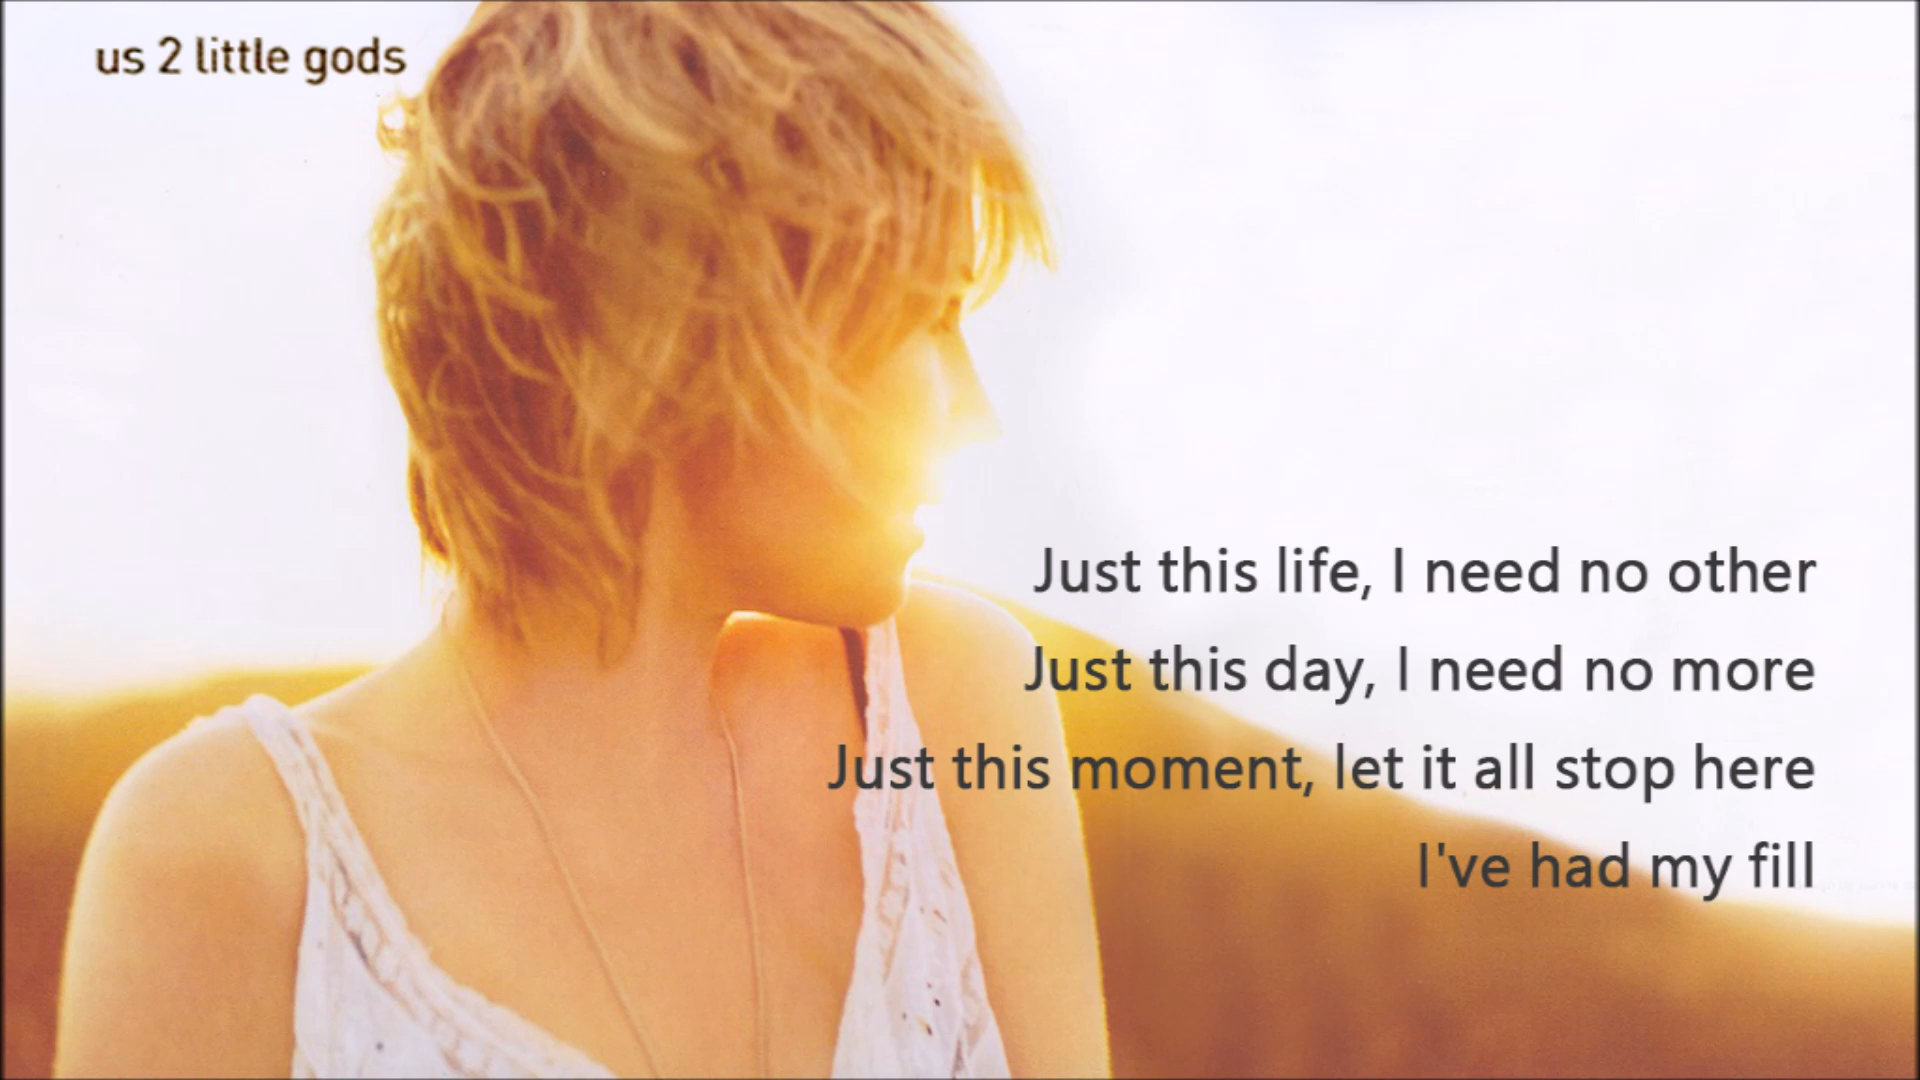 us 2 little gods
Just this life, I need no other
Just this day, I need no more
Just this moment, let it all stop here
I've had my fill